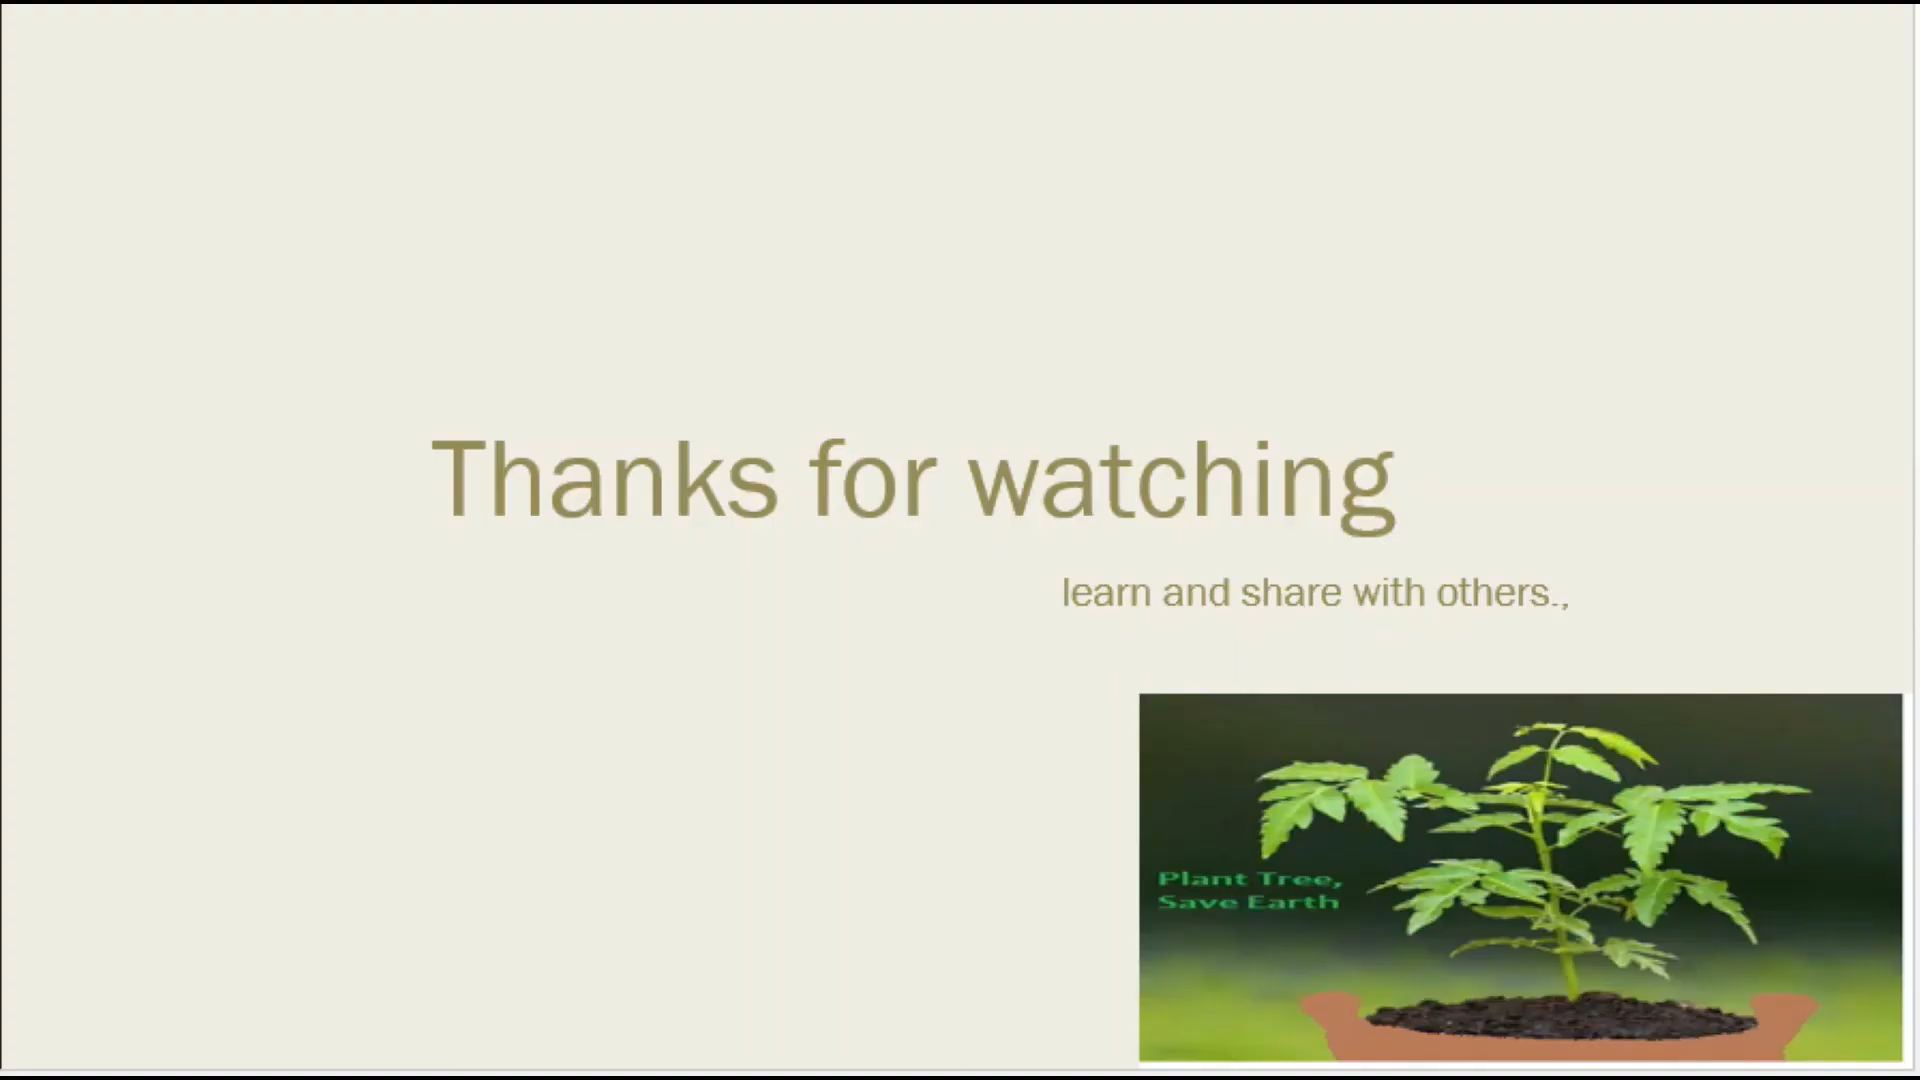 Thanks for watching
learn and share with others.,
Plant Tree,
Save Earth